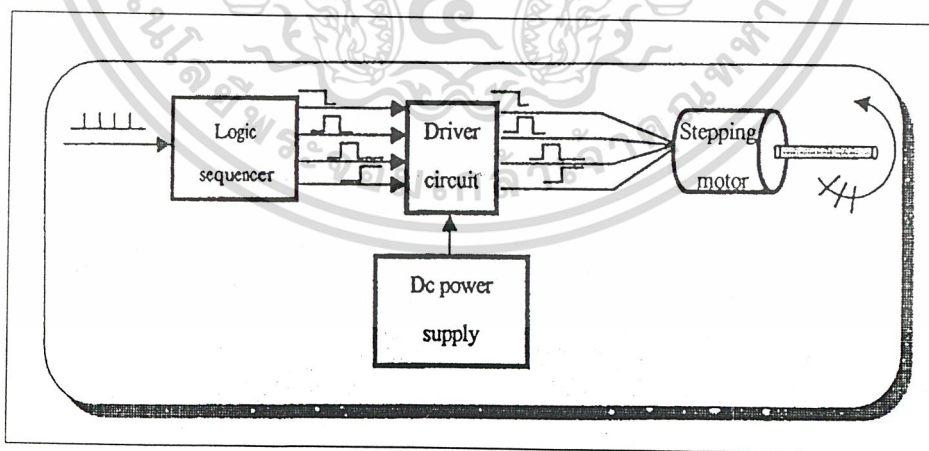 Logic
sequencer
Driver
circuit
Stepping
motor
Dc power
supply